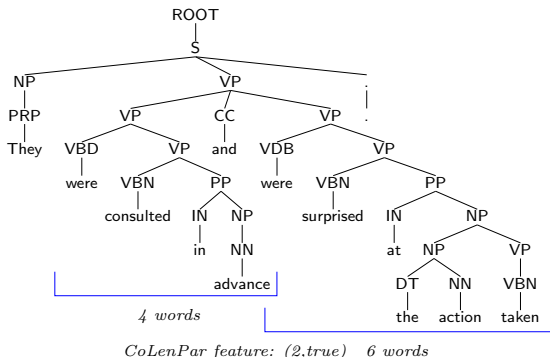 ROOT
S
NP VP .
PRP VP CC VP .
They VBD VP and VDB VP
were VBN PP were VBN PP
consulted IN NP surprised IN NP
in NN at NP VP
advance DT NN VBN
4 words the action taken
CoLenPar feature: (2,true) 6 words